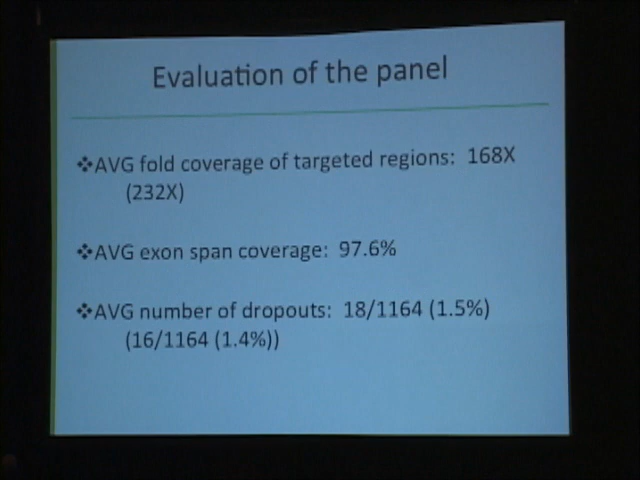 Evaluation of the panel
❖AVG fold coverage of targeted regions: 168X
(232X)
❖AVG exon span coverage: 97.6%
❖AVG number of dropouts: 18/1164 (1.5%)
(16/1164 (1.4%))